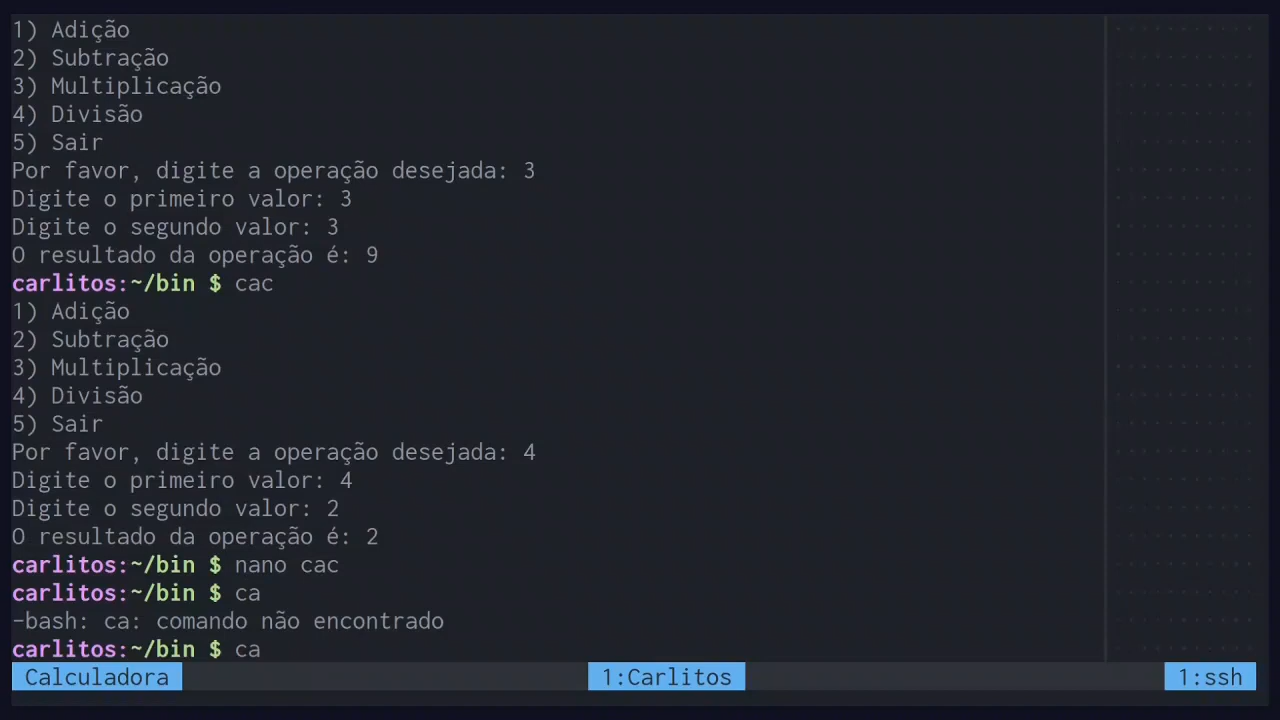 1) Adição
2) Subtração
3) Multiplicação
4) Divisão
5) Sair
Por favor, digite a operação desejada: 3
Digite o primeiro valor: 3
Digite o segundo valor: 3
O resultado da operação é: 9
carlitos:~/bin $ cac
1) Adição
2) Subtração
3) Multiplicação
4) Divisão
5) Sair
Por favor, digite a operação desejada: 4
Digite o primeiro valor: 4
Digite o segundo valor: 2
O resultado da operação é: 2
carlitos:~/bin $ nano cac
carlitos:~/bin $ ca
-bash: ca: comando não encontrado
carlitos:~/bin $ ca
Calculadora 1:Carlitos 1:ssh